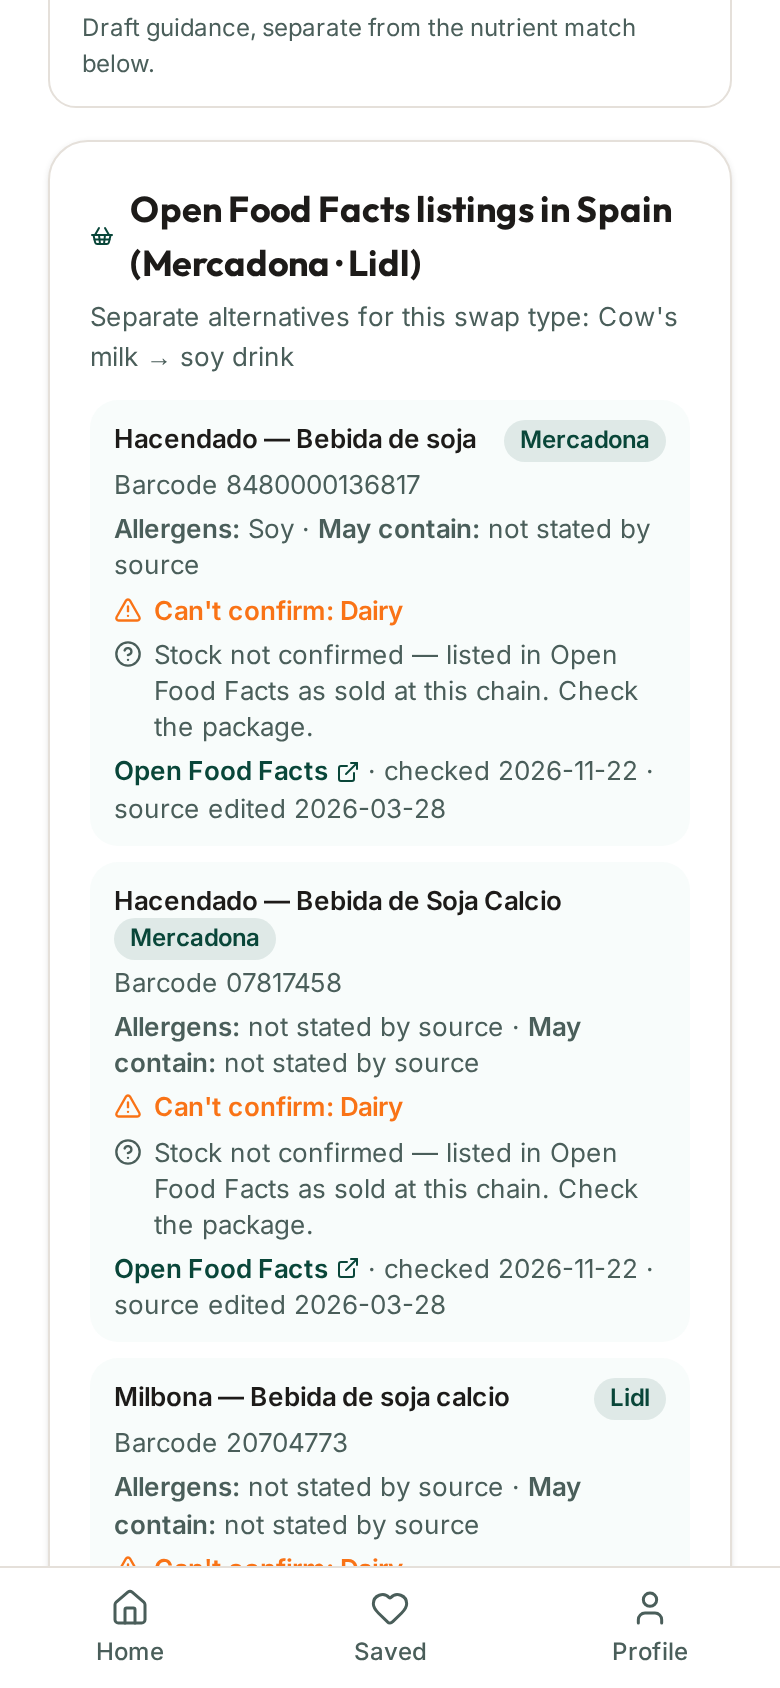 Draft guidance, separate from the nutrient match
below.
Open Food Facts listings in Spain
(Mercadona · Lidl)
Separate alternatives for this swap type: Cow's
milk → soy drink
Hacendado — Bebida de soja Mercadona
Barcode 8480000136817
Allergens: Soy · May contain: not stated by
source
Can't confirm: Dairy
Stock not confirmed — listed in Open
Food Facts as sold at this chain. Check
the package.
Open Food Facts · checked 2026-11-22 ·
source edited 2026-03-28
Hacendado — Bebida de Soja Calcio
Mercadona
Barcode 07817458
Allergens: not stated by source · May
contain: not stated by source
Can't confirm: Dairy
Stock not confirmed — listed in Open
Food Facts as sold at this chain. Check
the package.
Open Food Facts · checked 2026-11-22 ·
source edited 2026-03-28
Milbona — Bebida de soja calcio Lidl
Barcode 20704773
Allergens: not stated by source · May
contain: not stated by source
Can't confirm: Dairy
Home Saved Profile